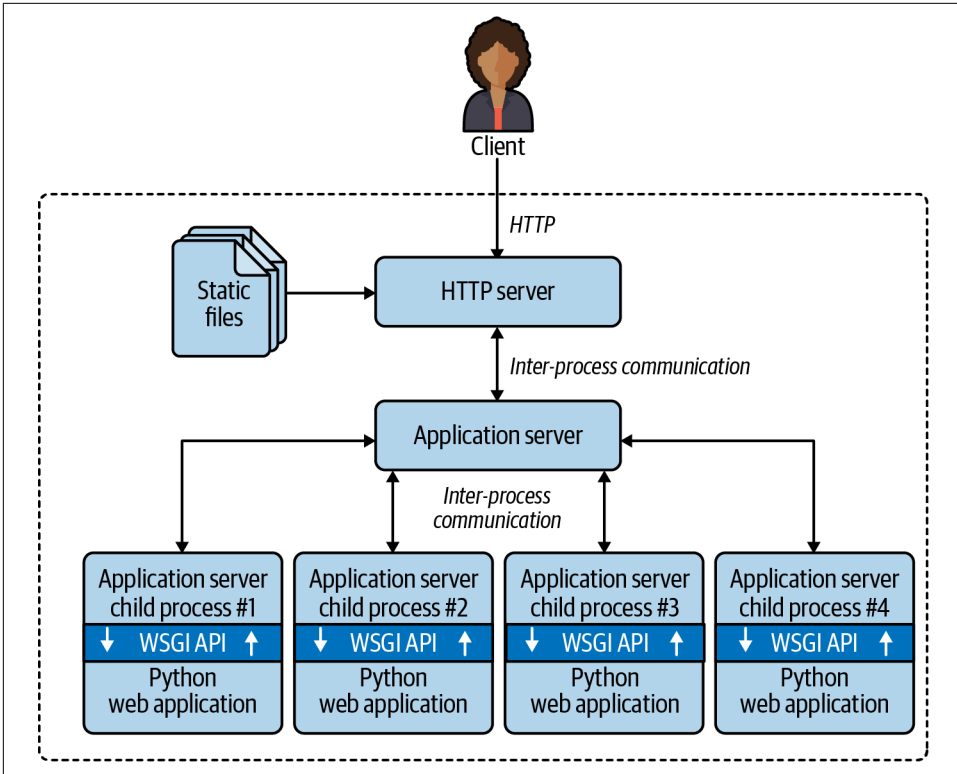 Client
HTTP
Static
files
HTTP server
Inter-process communication
Application server
Inter-process
communication
Application server
child process #1
WSGI API
Python
web application
Application server
child process #2
WSGI API
Python
web application
Application server
child process #3
WSGI API
Python
web application
Application server
child process #4
WSGI API
Python
web application